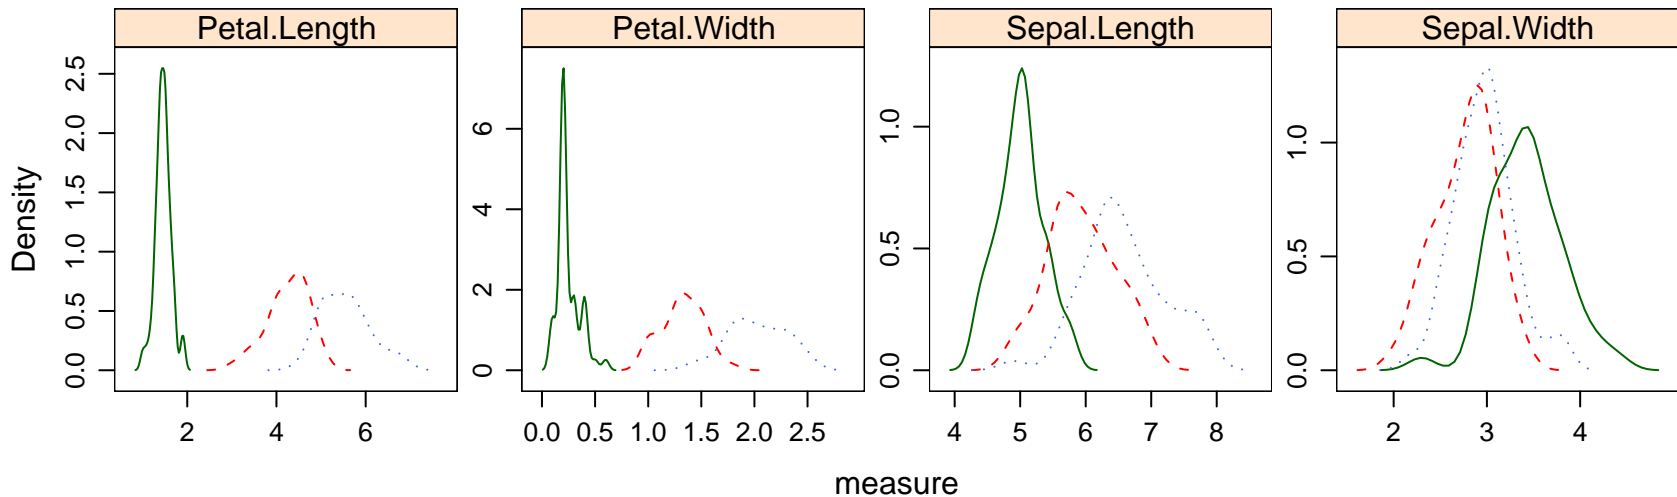 Petal.Length
Petal.Width
Sepal.Length
Sepal.Width
Density
0.0 0.5 1.0 1.5 2.0 2.5
0 2 4 6
0.0 0.5 1.0
0.0 0.5 1.0
2 4 6
0.0 0.5 1.0 1.5 2.0 2.5
4 5 6 7 8
2 3 4
measure